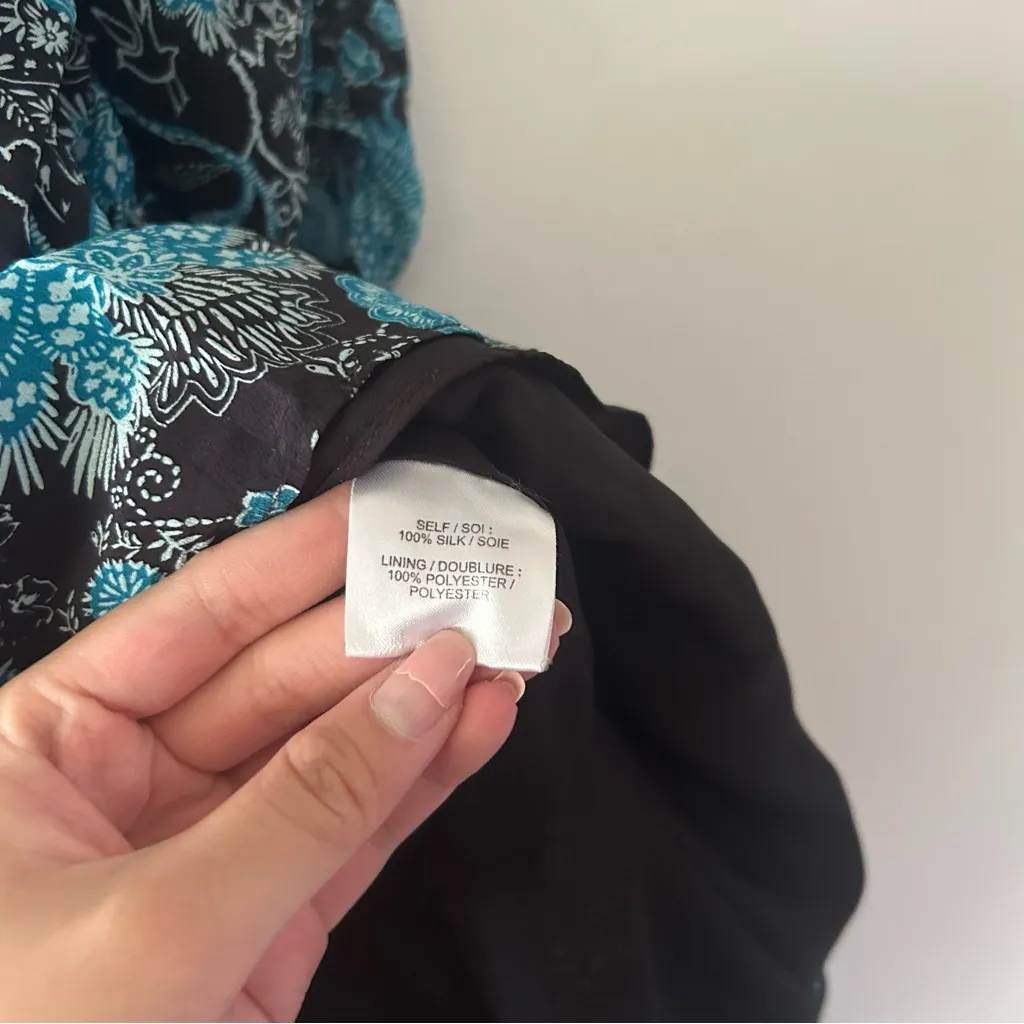 SELF / SOI :
100% SILK / SOIE
LINING / DOUBLURE :
100% POLYESTER /
POLYESTER